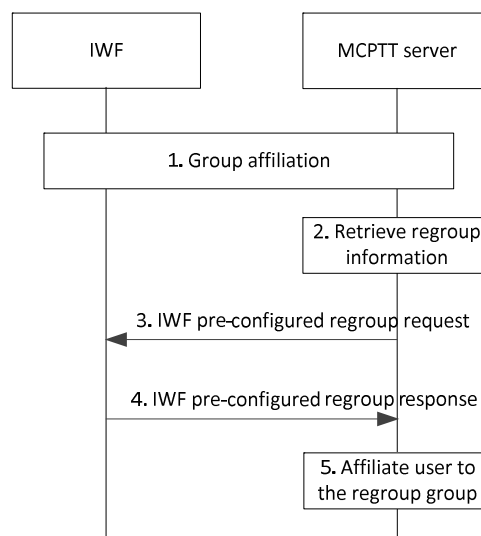 IWF
MCPTT server
1. Group affiliation
2. Retrieve regroup
information
3. IWF pre-configured regroup request
4. IWF pre-configured regroup response
5. Affiliate user to
the regroup group